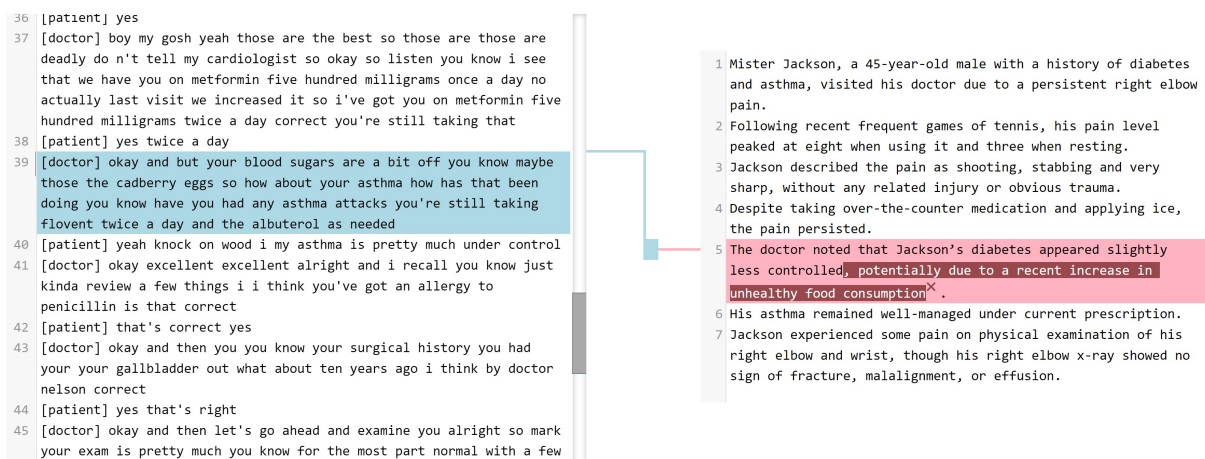 36 [patient] yes
37 [doctor] boy my gosh yeah those are the best so those are those are
deadly do n't tell my cardiologist so okay so listen you know i see
that we have you on metformin five hundred milligrams once a day no
actually last visit we increased it so i've got you on metformin five
hundred milligrams twice a day correct you're still taking that
38 [patient] yes twice a day
39 [doctor] okay and but your blood sugars are a bit off you know maybe
those the cadberry eggs so how about your asthma how has that been
doing you know have you had any asthma attacks you're still taking
flovent twice a day and the albuterol as needed
40 [patient] yeah knock on wood i my asthma is pretty much under control
41 [doctor] okay excellent excellent alright and i recall you know just
kinda review a few things i i think you've got an allergy to
penicillin is that correct
42 [patient] that's correct yes
43 [doctor] okay and then you you know your surgical history you had
your your gallbladder out what about ten years ago i think by doctor
nelson correct
44 [patient] yes that's right
45 [doctor] okay and then let's go ahead and examine you alright so mark
your exam is pretty much you know for the most part normal with a few
1 Mister Jackson, a 45-year-old male with a history of diabetes
and asthma, visited his doctor due to a persistent right elbow
pain.
2 Following recent frequent games of tennis, his pain level
peaked at eight when using it and three when resting.
3 Jackson described the pain as shooting, stabbing and very
sharp, without any related injury or obvious trauma.
4 Despite taking over-the-counter medication and applying ice,
the pain persisted.
5 The doctor noted that Jackson's diabetes appeared slightly
less controlled, potentially due to a recent increase in
unhealthy food consumption× .
6 His asthma remained well-managed under current prescription.
7 Jackson experienced some pain on physical examination of his
right elbow and wrist, though his right elbow x-ray showed no
sign of fracture, malalignment, or effusion.